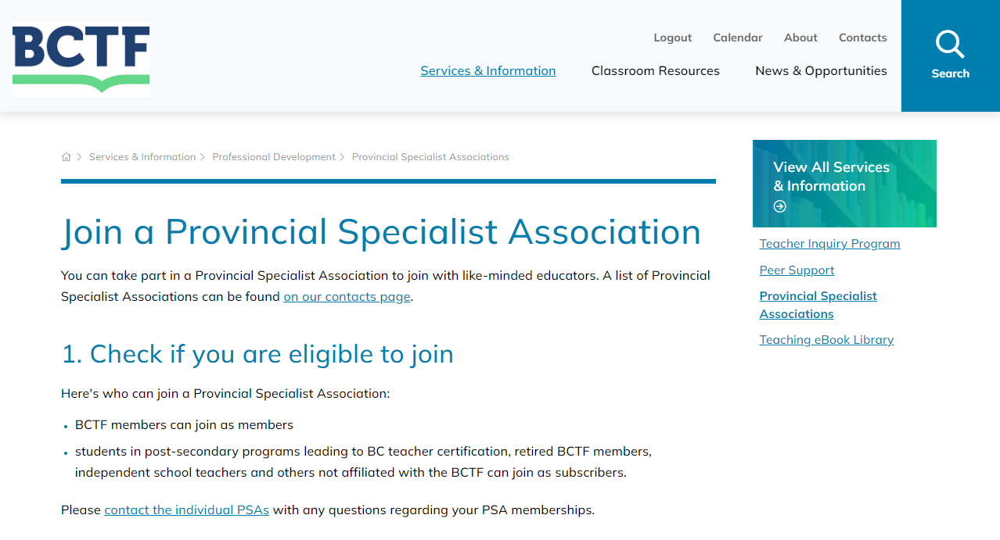 BCTF
Logout Calendar About Contacts
Services & Information Classroom Resources News & Opportunities
Search
Services & Information Professional Development Provincial Specialist Associations
Join a Provincial Specialist Association
You can take part in a Provincial Specialist Association to join with like-minded educators. A list of Provincial
Specialist Associations can be found on our contacts page.
1. Check if you are eligible to join
Here's who can join a Provincial Specialist Association:
BCTF members can join as members
students in post-secondary programs leading to BC teacher certification, retired BCTF members,
independent school teachers and others not affiliated with the BCTF can join as subscribers.
Please contact the individual PSAs with any questions regarding your PSA memberships.
View All Services
& Information
Teacher Inquiry Program
Peer Support
Provincial Specialist
Associations
Teaching eBook Library